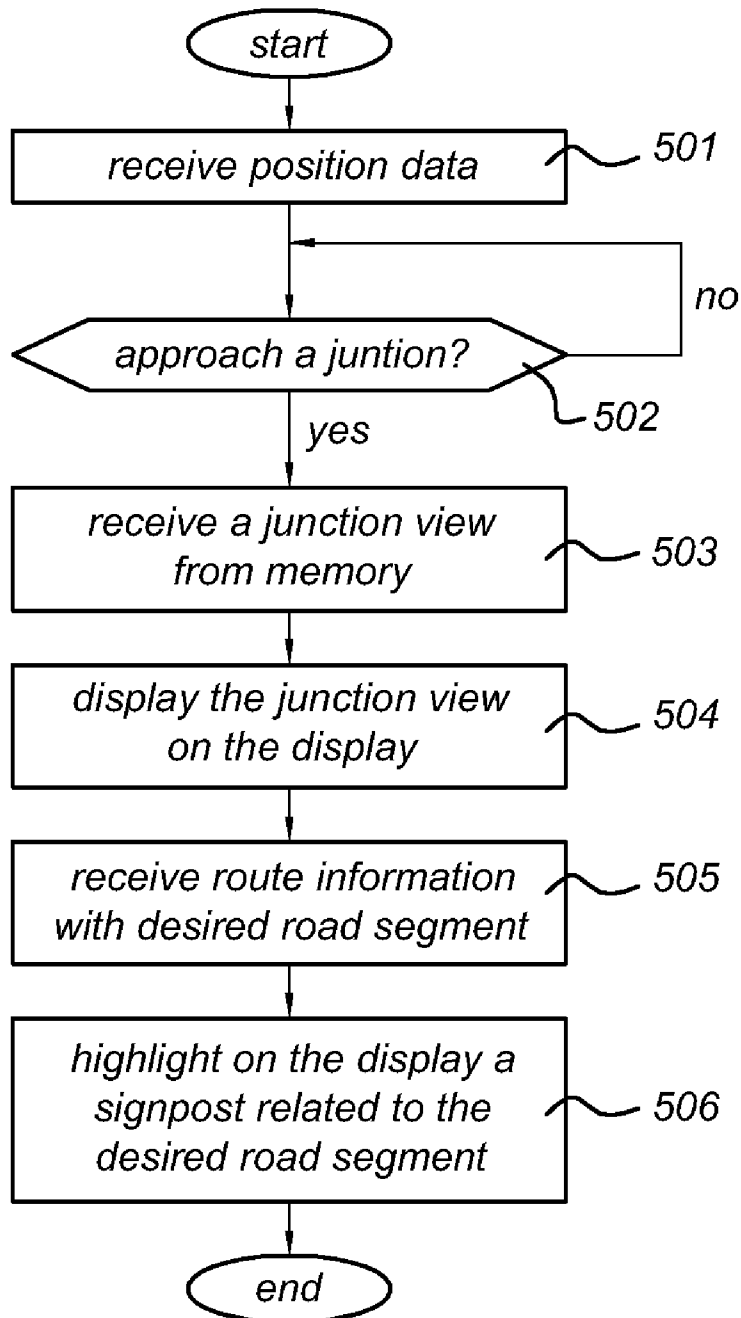 start
receive position data
501
no
approach a juntion?
502
yes
receive a junction view
from memory
503
display the junction view
on the display
504
receive route information
with desired road segment
505
highlight on the display a
signpost related to the
desired road segment
506
end